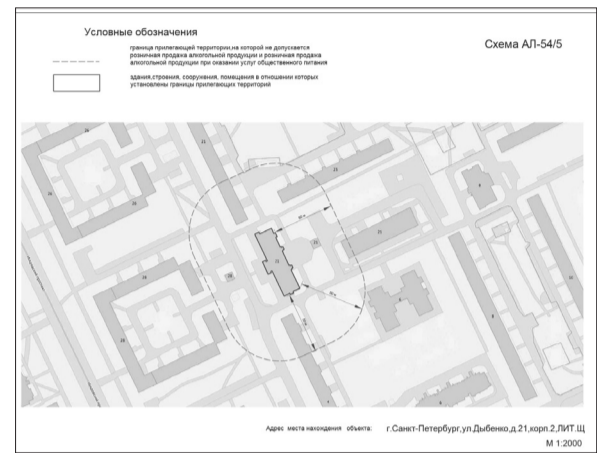 Условные обозначения
Схема АЛ-54/5
граница прилегающей территории,на которой не допускается
розничная продажа алкогольной продукции и розничная продажа
алкогольной продукции при оказании услуг общественного питания
здания,строения, сооружения, помещения в отношении которых
установлены границы прилегающих территорий
Адрес места нахождения объекта: г.Санкт-Петербург,ул.Дыбенко,д.21,корп.2,ЛИТ.Щ
М 1:2000